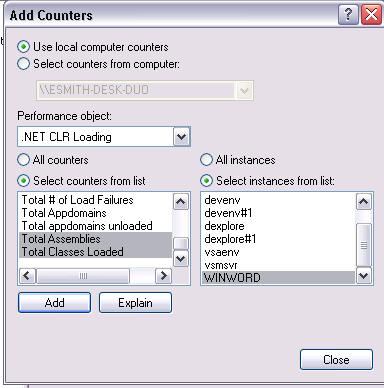 Add Counters
Use local computer counters
Select counters from computer:
\\ESMITH-DESK-DUO
Performance object:
.NET CLR Loading
All counters
All instances
Select counters from list
Select instances from list:
Total # of Load Failures
Total Appdomains
Total appdomains unloaded
Total Assemblies
Total Classes Loaded
devenv
devenv#1
dexplore
dexplore#1
vsaenv
vsmsvr
WINWORD
Add
Explain
Close